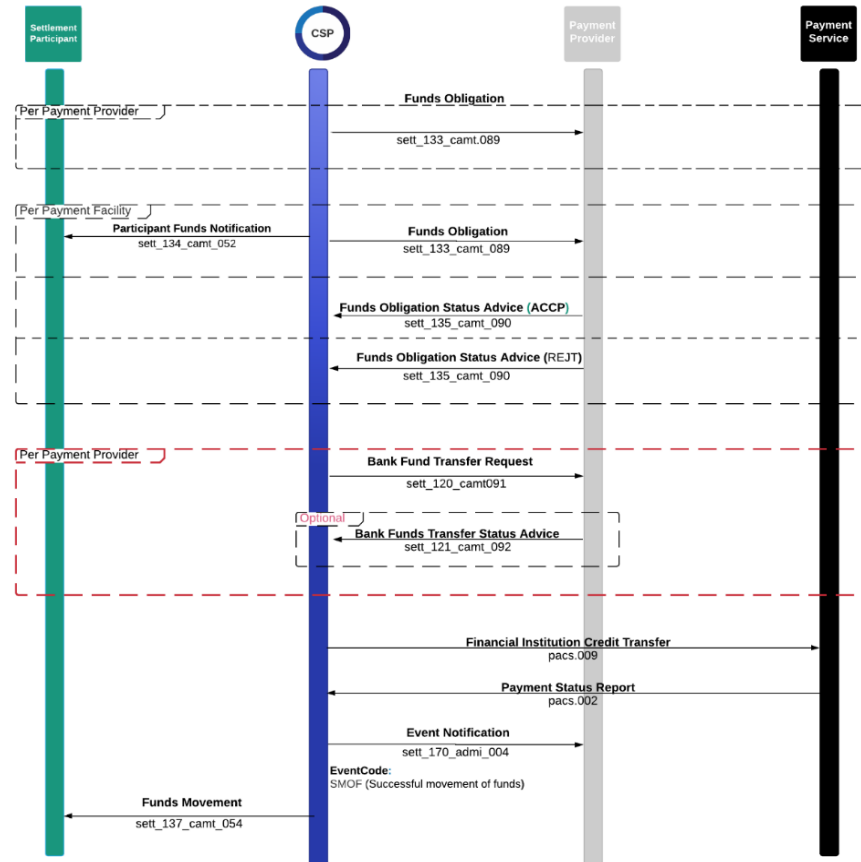 Settlement
Participant
CSP
Payment
Provider
Payment
Service
Per Payment Provider
Funds Obligation
sett_133_camt.089
Per Payment Facility
Participant Funds Notification
sett_134_camt_052
Funds Obligation
sett_133_camt_089
Funds Obligation Status Advice (ACCP)
sett_135_camt_090
Funds Obligation Status Advice (REJT)
sett_135_camt_090
Per Payment Provider
Bank Fund Transfer Request
sett_120_camt091
Optional
Bank Funds Transfer Status Advice
sett_121_camt_092
Financial Institution Credit Transfer
pacs.009
Payment Status Report
pacs.002
Event Notification
sett_170_admi_004
EventCode:
SMOF (Successful movement of funds)
Funds Movement
sett_137_camt_054